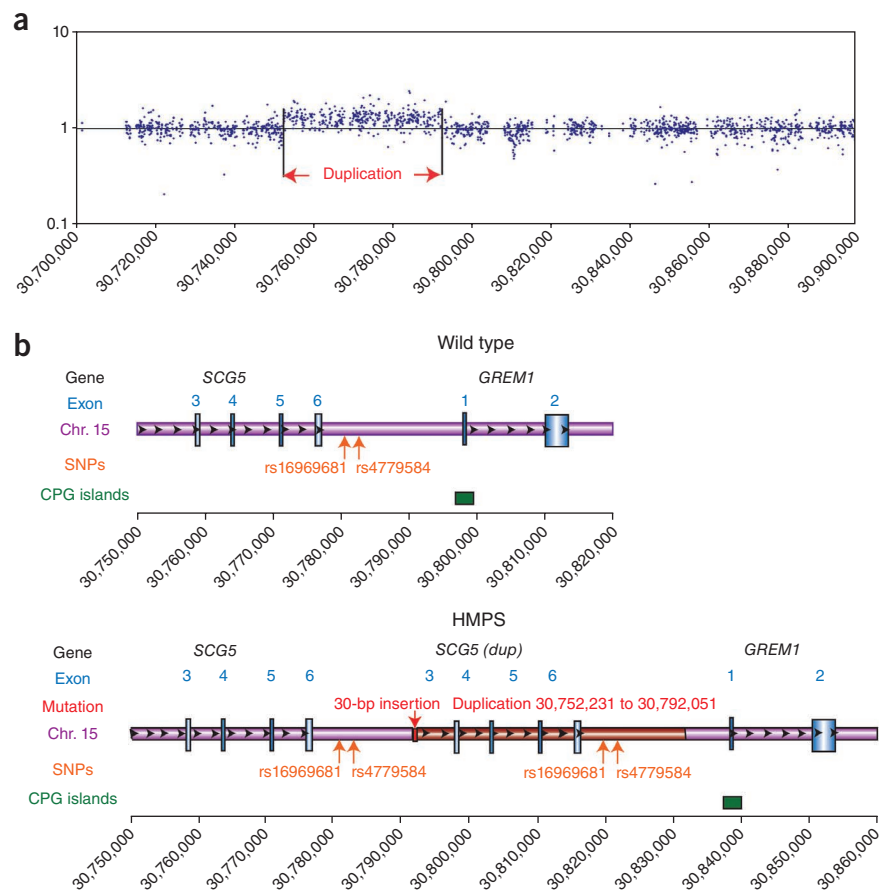 a
10
1
0.1
Duplication
30,700,000 30,720,000 30,740,000 30,760,000 30,780,000 30,800,000 30,820,000 30,840,000 30,860,000 30,880,000 30,900,000
b
Wild type
Gene SCG5 GREM1
Exon 3 4 5 6 1 2
Chr. 15
SNPs rs16969681 rs4779584
CPG islands
30,750,000 30,760,000 30,770,000 30,780,000 30,790,000 30,800,000 30,810,000 30,820,000
HMPS
Gene SCG5 SCG5 (dup) GREM1
Exon 3 4 5 6 3 4 5 6 1 2
Mutation 30-bp insertion Duplication 30,752,231 to 30,792,051
Chr. 15
SNPs rs16969681 rs4779584 rs16969681 rs4779584
CPG islands
30,750,000 30,760,000 30,770,000 30,780,000 30,790,000 30,800,000 30,810,000 30,820,000 30,830,000 30,840,000 30,850,000 30,860,000